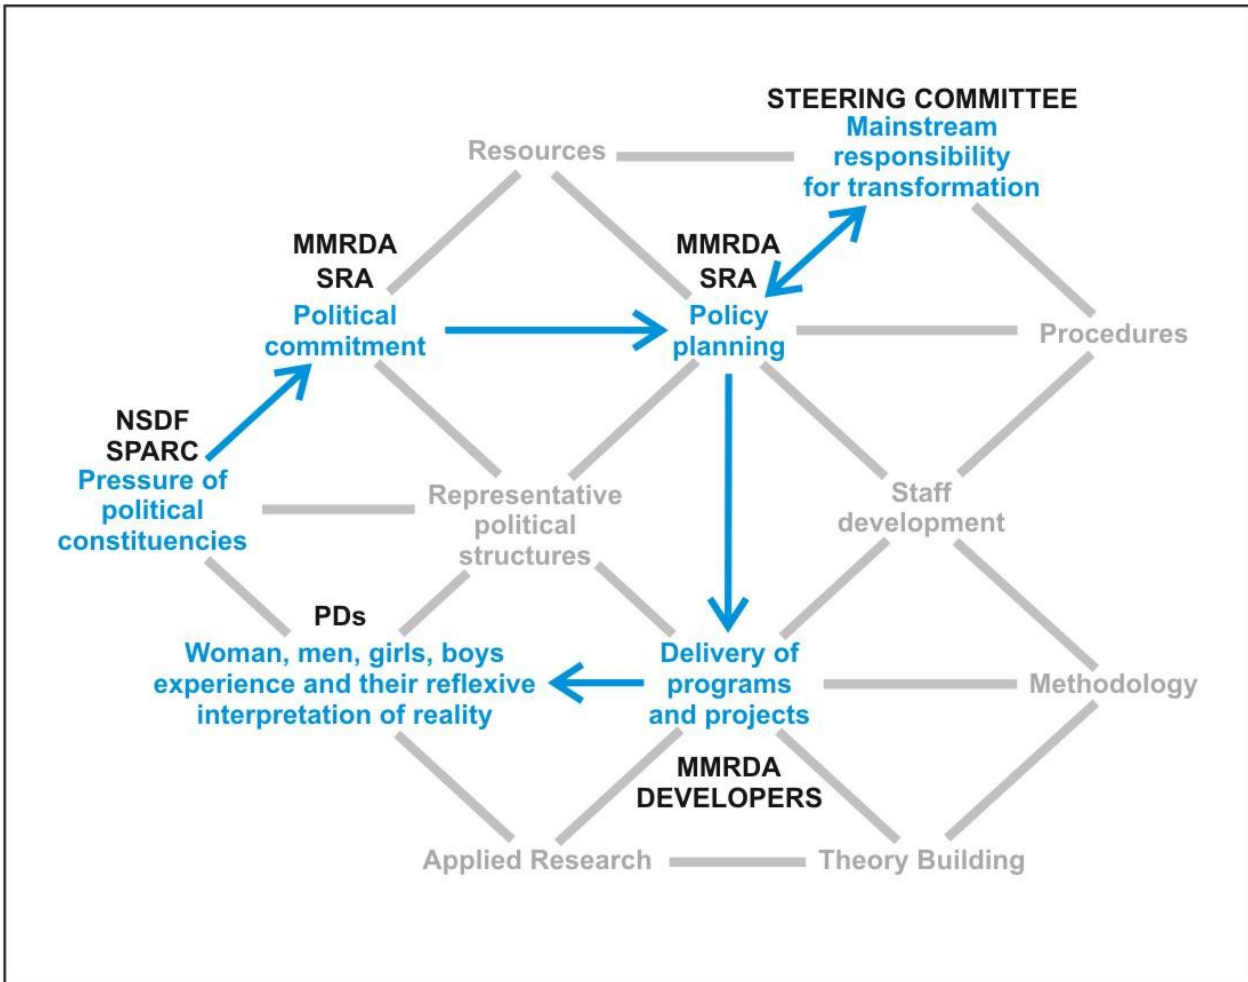 STEERING COMMITTEE
Mainstream
responsibility
for transformation
Resources
MMRDA
SRA
Political
commitment
MMRDA
SRA
Policy
planning
Procedures
NSDF
SPARC
Pressure of
political
constituencies
Representative
political
structures
Staff
development
PDs
Woman, men, girls, boys
experience and their reflexive
interpretation of reality
Delivery of
programs
and projects
MMRDA
DEVELOPERS
Methodology
Applied Research
Theory Building